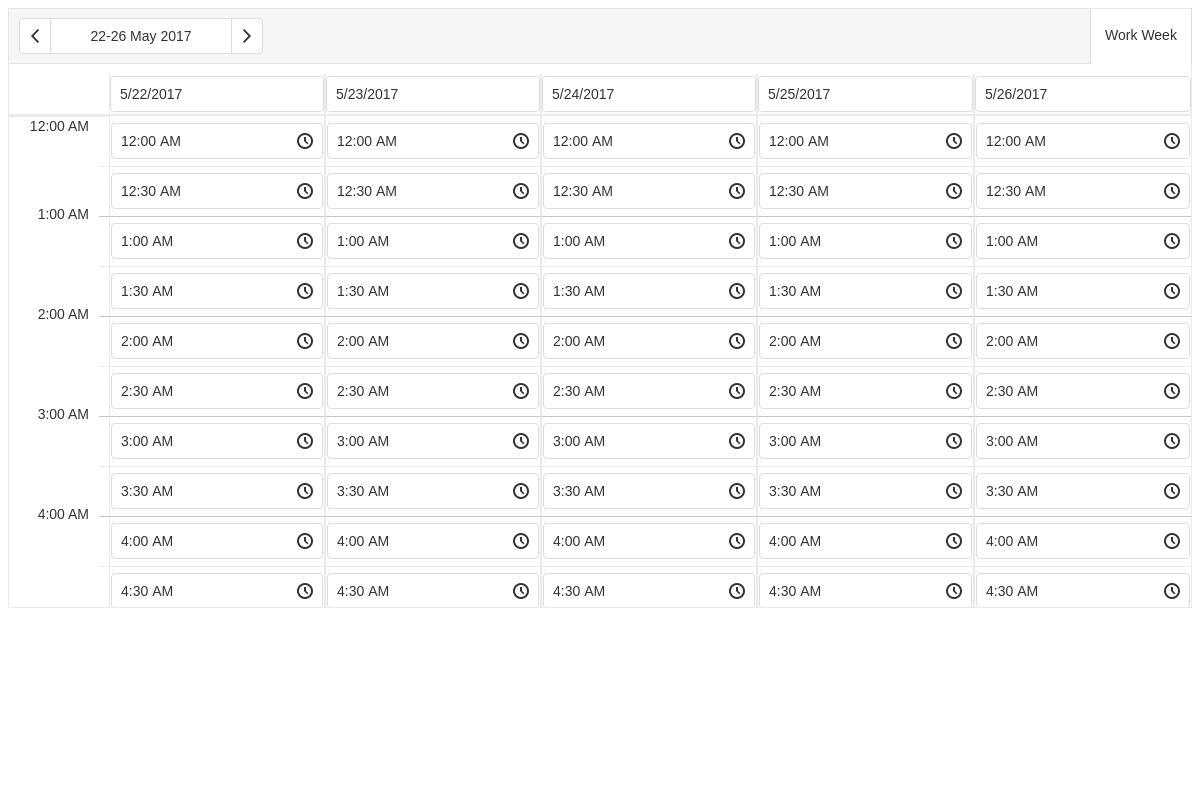 22-26 May 2017 Work Week
5/22/2017 5/23/2017 5/24/2017 5/25/2017 5/26/2017
12:00 AM
12:00 AM 12:00 AM 12:00 AM 12:00 AM 12:00 AM
12:30 AM 12:30 AM 12:30 AM 12:30 AM 12:30 AM
1:00 AM
1:00 AM 1:00 AM 1:00 AM 1:00 AM 1:00 AM
1:30 AM 1:30 AM 1:30 AM 1:30 AM 1:30 AM
2:00 AM
2:00 AM 2:00 AM 2:00 AM 2:00 AM 2:00 AM
2:30 AM 2:30 AM 2:30 AM 2:30 AM 2:30 AM
3:00 AM
3:00 AM 3:00 AM 3:00 AM 3:00 AM 3:00 AM
3:30 AM 3:30 AM 3:30 AM 3:30 AM 3:30 AM
4:00 AM
4:00 AM 4:00 AM 4:00 AM 4:00 AM 4:00 AM
4:30 AM 4:30 AM 4:30 AM 4:30 AM 4:30 AM